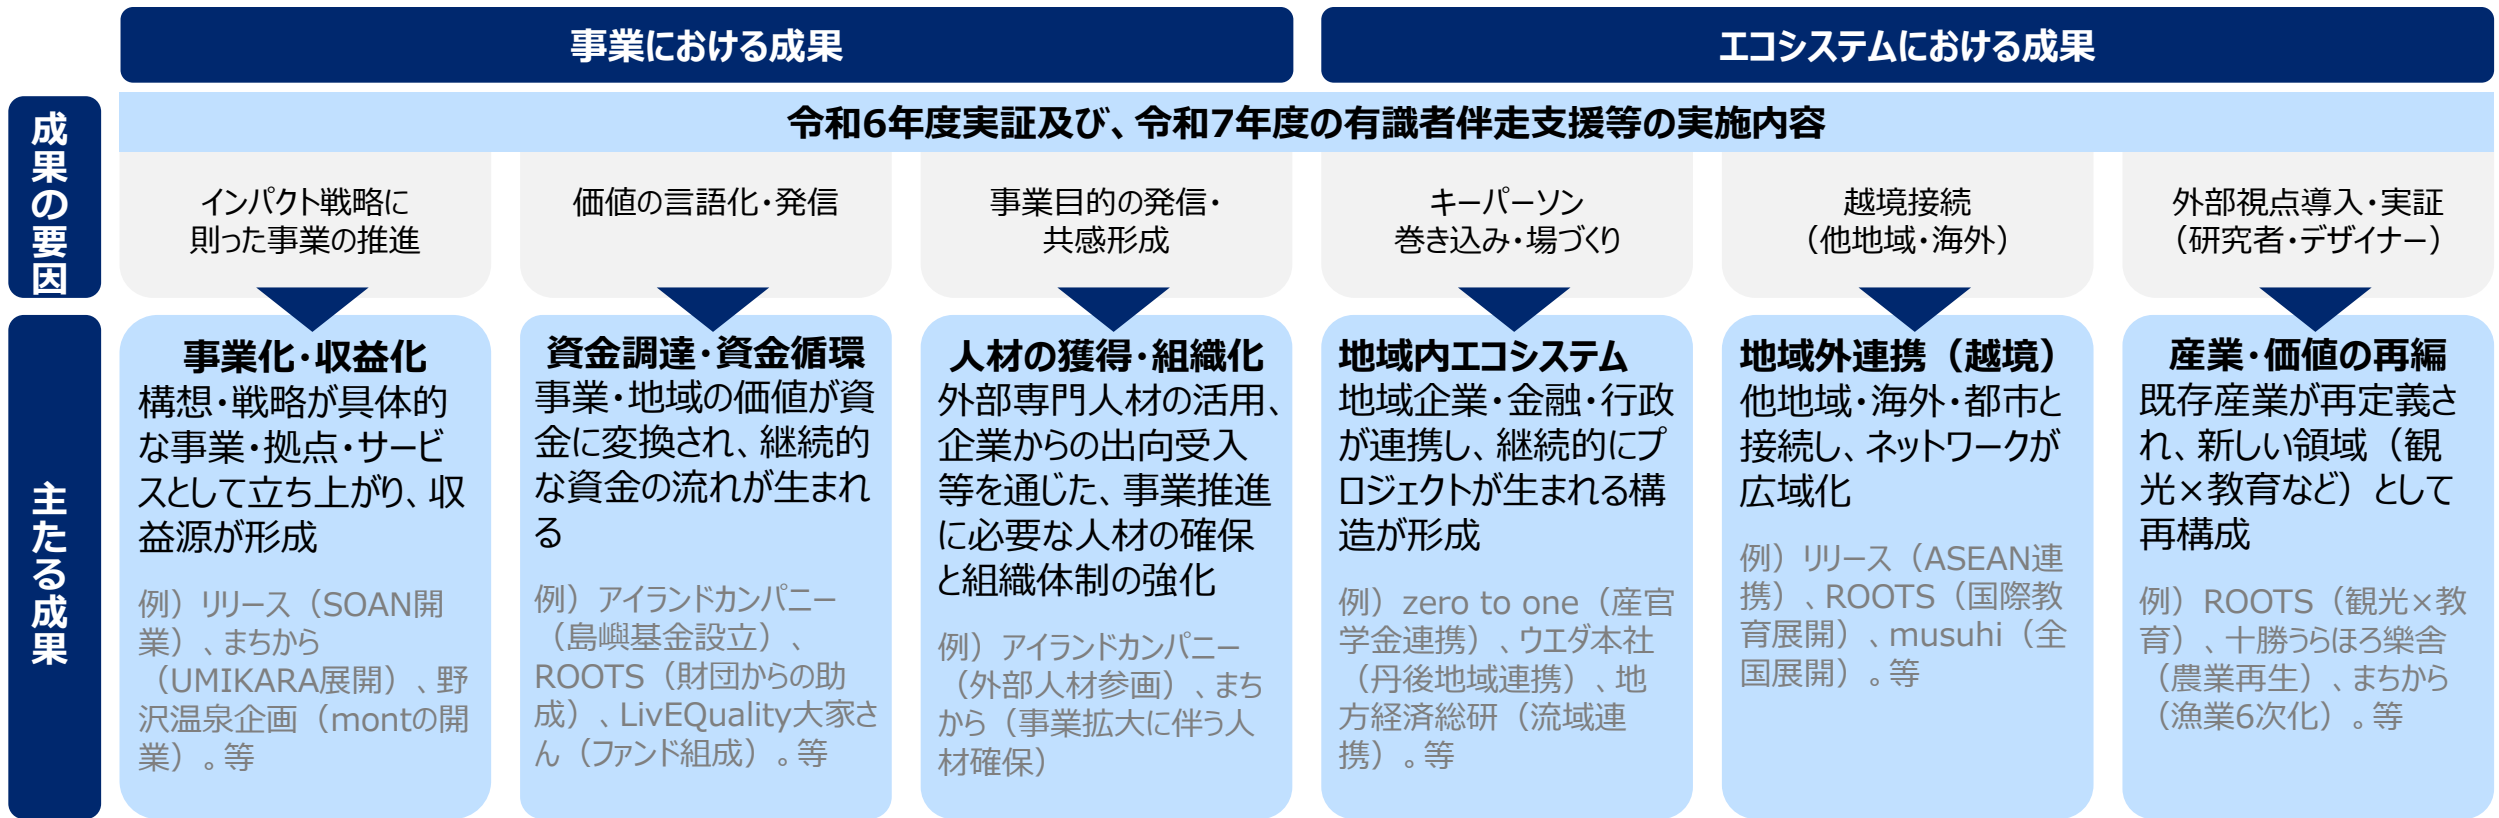 事業における成果
エコシステムにおける成果
成果の要因
令和6年度実証及び、令和7年度の有識者伴走支援等の実施内容
インパクト戦略に
則った事業の推進
価値の言語化・発信
事業目的の発信・
共感形成
キーパーソン
巻き込み・場づくり
越境接続
（他地域・海外）
外部視点導入・実証
（研究者・デザイナー）
主たる成果
事業化・収益化
構想・戦略が具体的
な事業・拠点・サービ
スとして立ち上がり、収
益源が形成
例）リリース（SOAN開
業）、まちから
（UMIKARA展開）、野
沢温泉企画（montの開
業）。等
資金調達・資金循環
事業・地域の価値が資
金に変換され、継続的
な資金の流れが生まれ
る
例）アイランドカンパニー
（島嶼基金設立）、
ROOTS（財団からの助
成）、LivEQuality大家さ
ん（ファンド組成）。等
人材の獲得・組織化
外部専門人材の活用、
企業からの出向受入
等を通じた、事業推進
に必要な人材の確保
と組織体制の強化
例）アイランドカンパニー
（外部人材参画）、まち
から（事業拡大に伴う人
材確保）
地域内エコシステム
地域企業・金融・行政
が連携し、継続的にプ
ロジェクトが生まれる構
造が形成
例）zero to one（産官
学金連携）、ウエダ本社
（丹後地域連携）、地
方経済総研（流域連
携）。等
地域外連携（越境）
他地域・海外・都市と
接続し、ネットワークが
広域化
例）リリース（ASEAN連
携）、ROOTS（国際教
育展開）、musuhi（全
国展開）。等
産業・価値の再編
既存産業が再定義さ
れ、新しい領域（観
光×教育など）として
再構成
例）ROOTS（観光×教
育）、十勝うらほろ樂舎
（農業再生）、まちから
（漁業6次化）。等